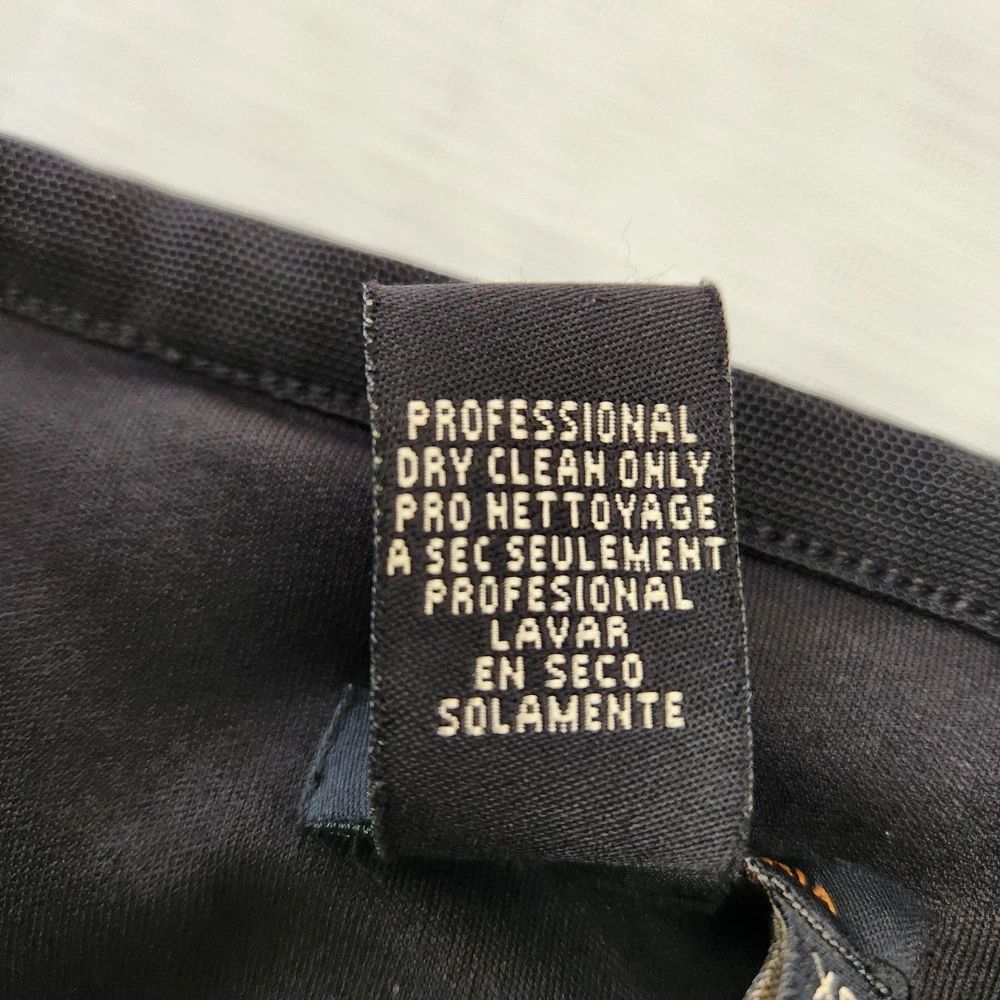 PROFESSIONAL
DRY CLEAN ONLY
PRO NETTOYAGE
A SEC SEULEMENT
PROFESIONAL
LAVAR
EN SECO
SOLAMENTE